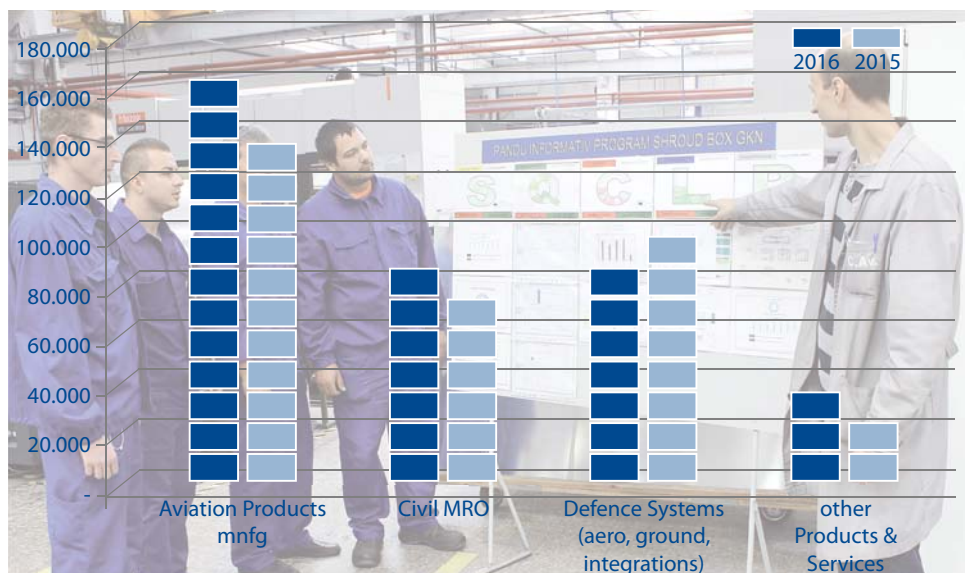 180.000
160.000
140.000
120.000
100.000
80.000
60.000
40.000
20.000
-
2016 2015
PANOU INFORMATIV PROGRAM SHROUD BOX GKN
S Q C L P
Aviation Products
mnfg
Civil MRO
Defence Systems
(aero, ground,
integrations)
other
Products &
Services